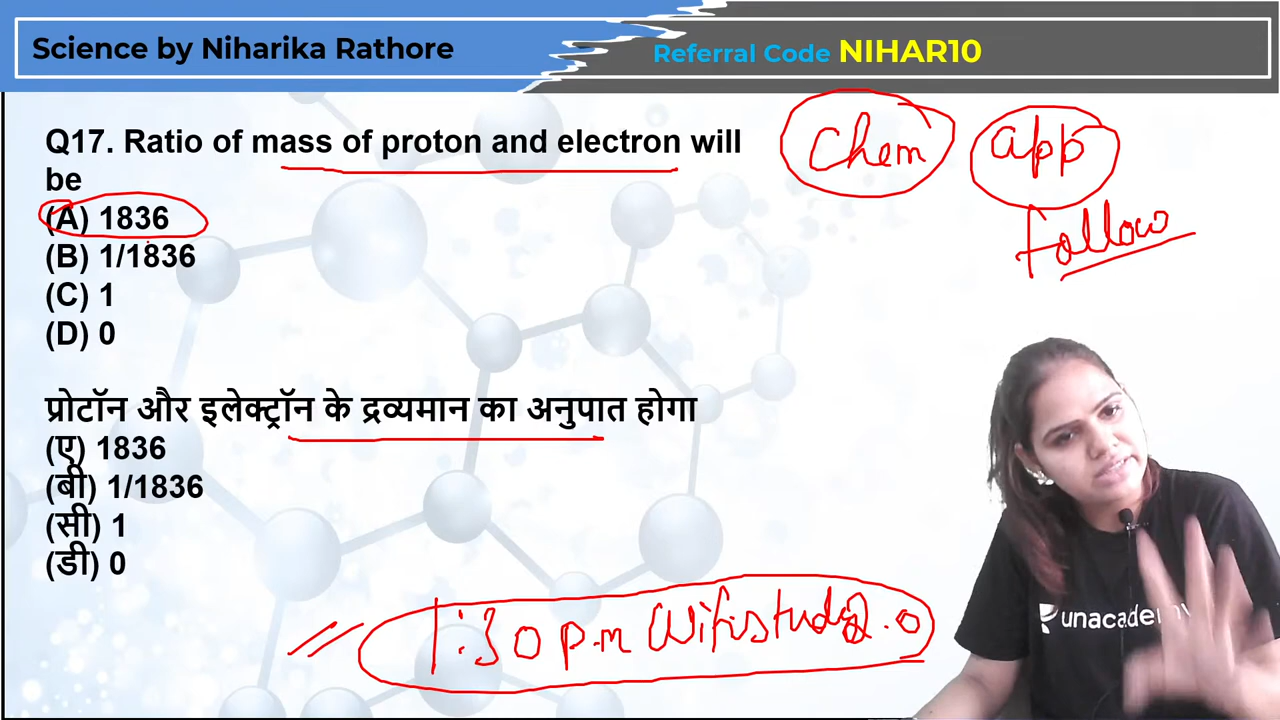 Science by Niharika Rathore
Referral Code NIHAR10
Q17. Ratio of mass of proton and electron will
be
(A) 1836
(B) 1/1836
(C) 1
(D) 0
Chem
app
Follow
प्रोटॉन और इलेक्ट्रॉन के द्रव्यमान का अनुपात होगा
(ए) 1836
(बी) 1/1836
(सी) 1
(डी) 0
1:30 p.m Wifistudy 2.0
unacademy